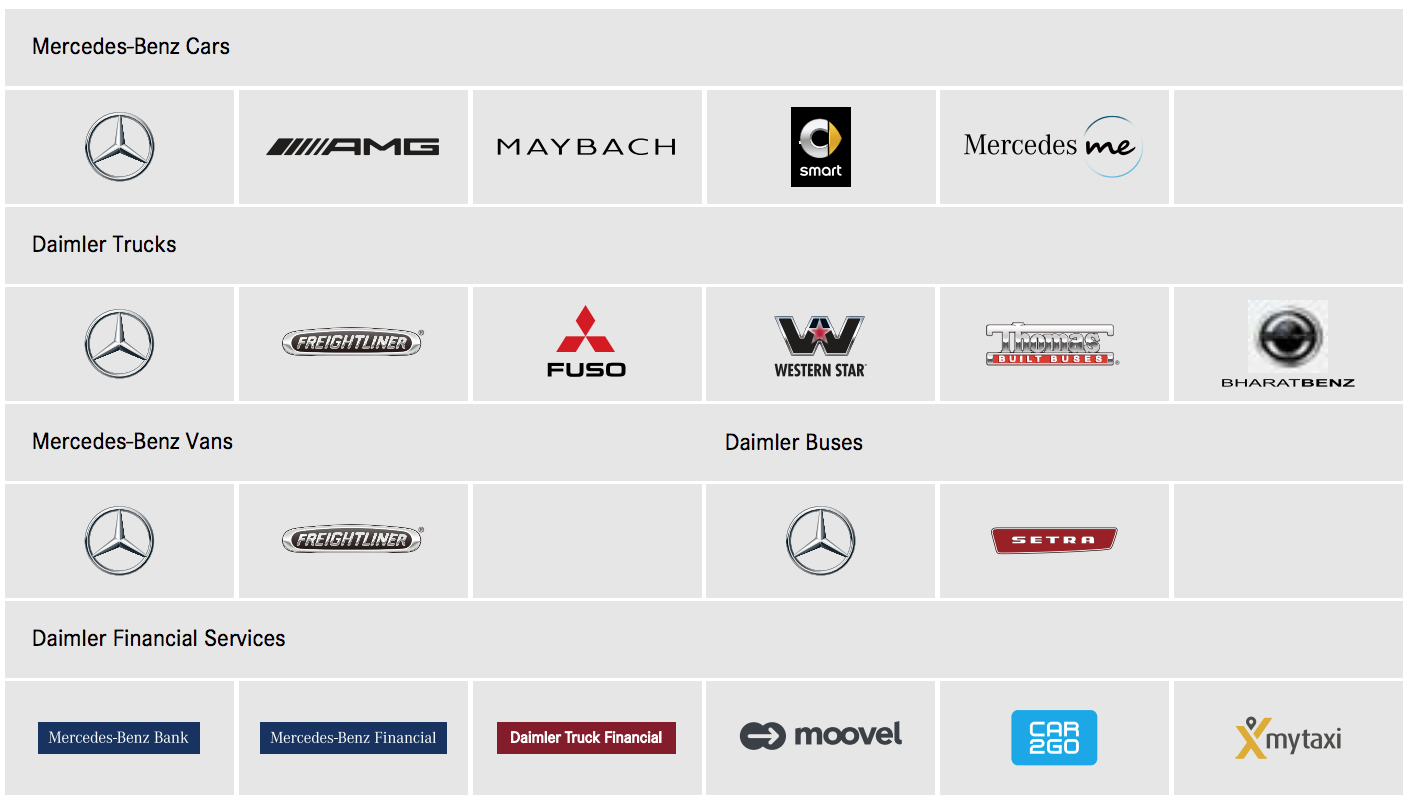 Mercedes-Benz Cars
AMG
MAYBACH
smart
Mercedes me
Daimler Trucks
FREIGHTLINER®
FUSO
WESTERN STAR
Thomas
BUILT BUSES®
BHARATBENZ
Mercedes-Benz Vans
Daimler Buses
FREIGHTLINER®
SETRA
Daimler Financial Services
Mercedes-Benz Bank
Mercedes-Benz Financial
Daimler Truck Financial
moovel
CAR
2GO
mytaxi